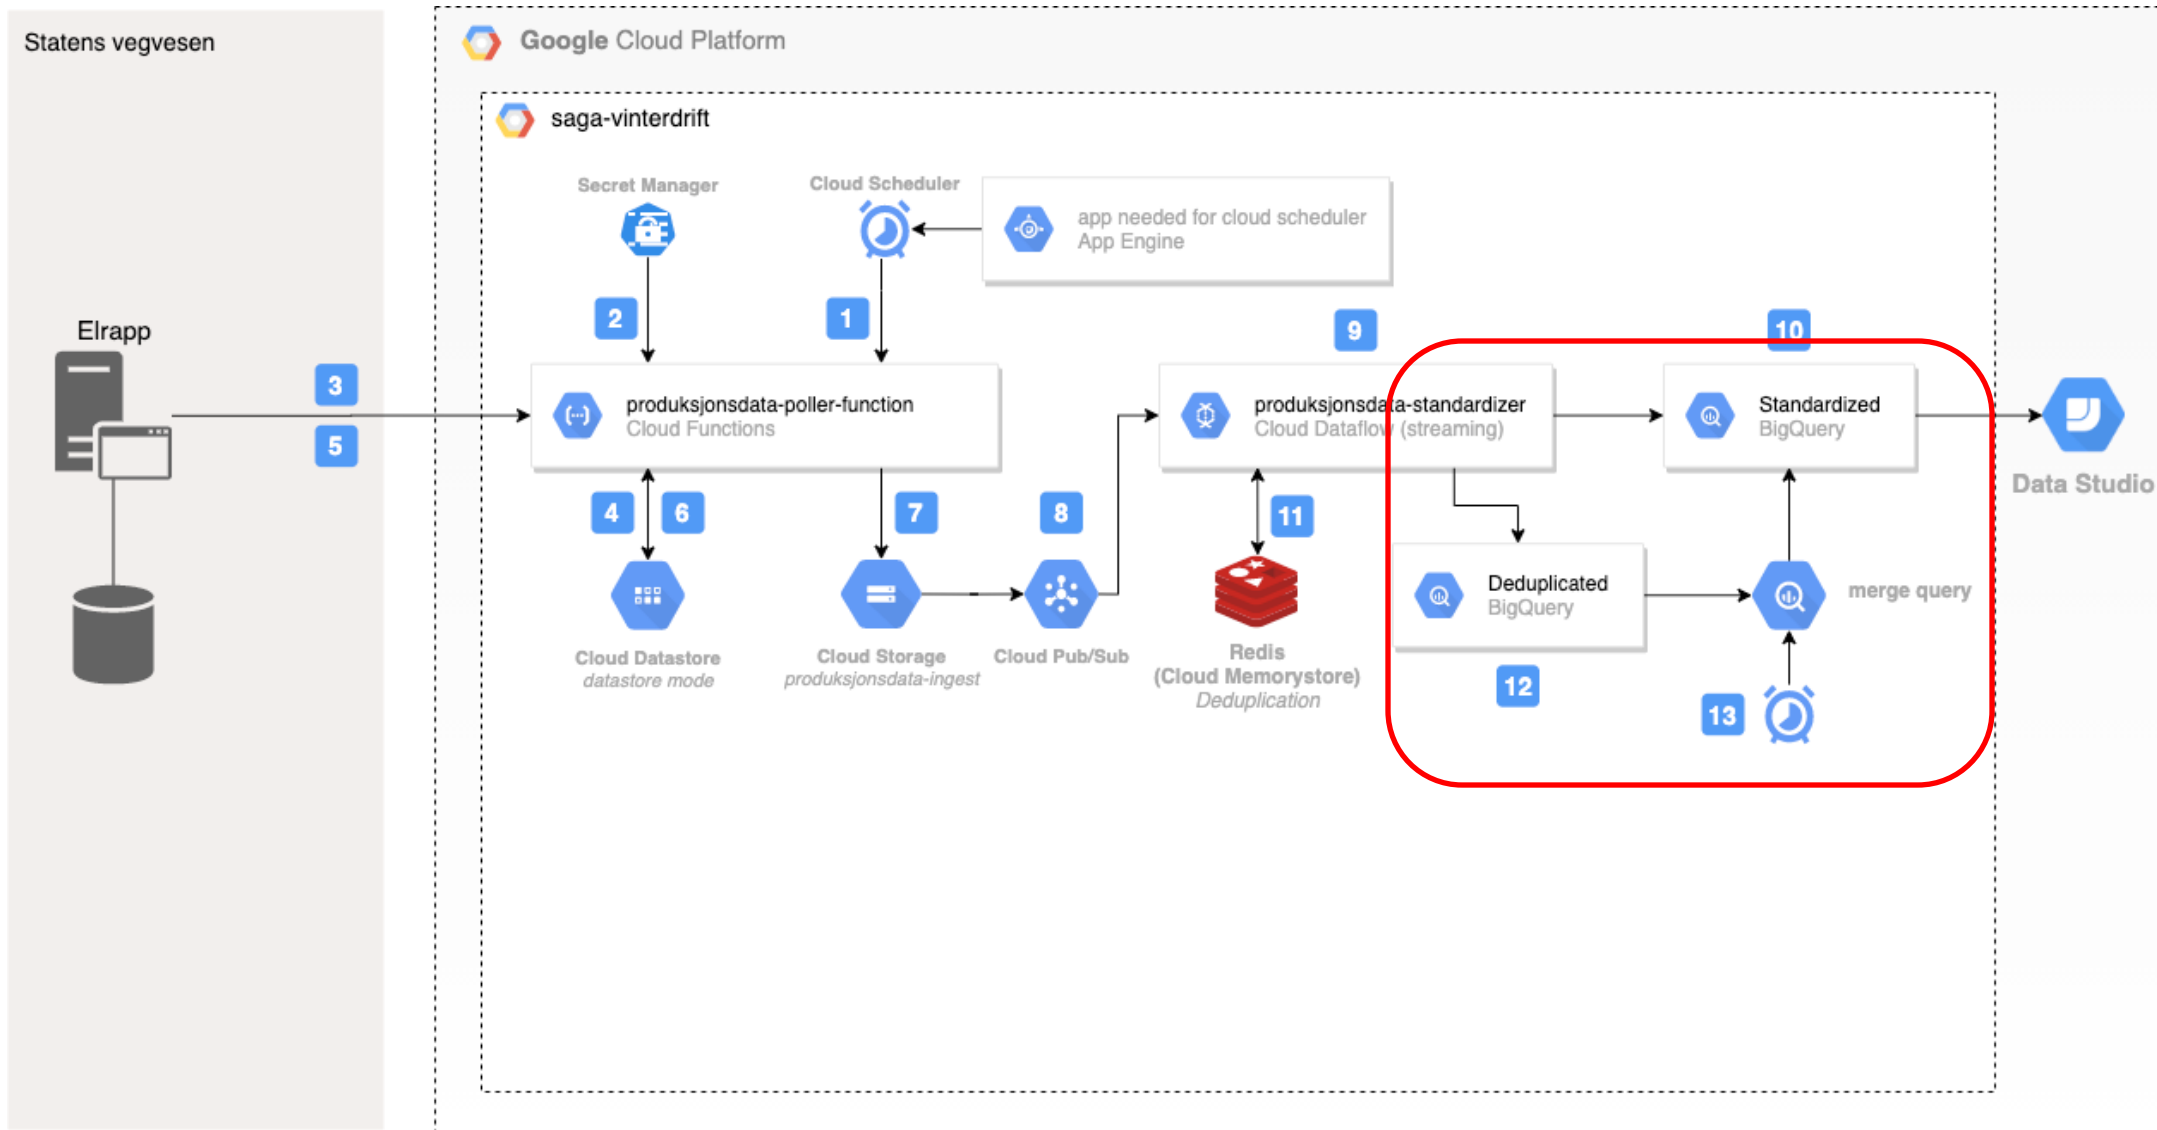 Statens vegvesen
Google Cloud Platform
saga-vinterdrift
Secret Manager
Cloud Scheduler
app needed for cloud scheduler
App Engine
2
1
9
10
Elrapp
3
5
produksjonsdata-poller-function
Cloud Functions
produksjonsdata-standardizer
Cloud Dataflow (streaming)
Standardized
BigQuery
Data Studio
4
6
7
8
11
Deduplicated
BigQuery
merge query
Cloud Datastore
datastore mode
Cloud Storage
produksjonsdata-ingest
Cloud Pub/Sub
Redis
(Cloud Memorystore)
Deduplication
12
13